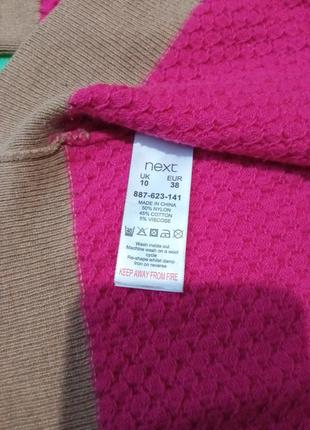 next
UK EUR
10 38
887-623-141
MADE IN CHINA
50% NYLON
45% COTTON
5% VISCOSE
Wash inside out
Machine wash on a wool
cycle
Re-shape whilst damp
Iron on reverse
KEEP AWAY FROM FIRE